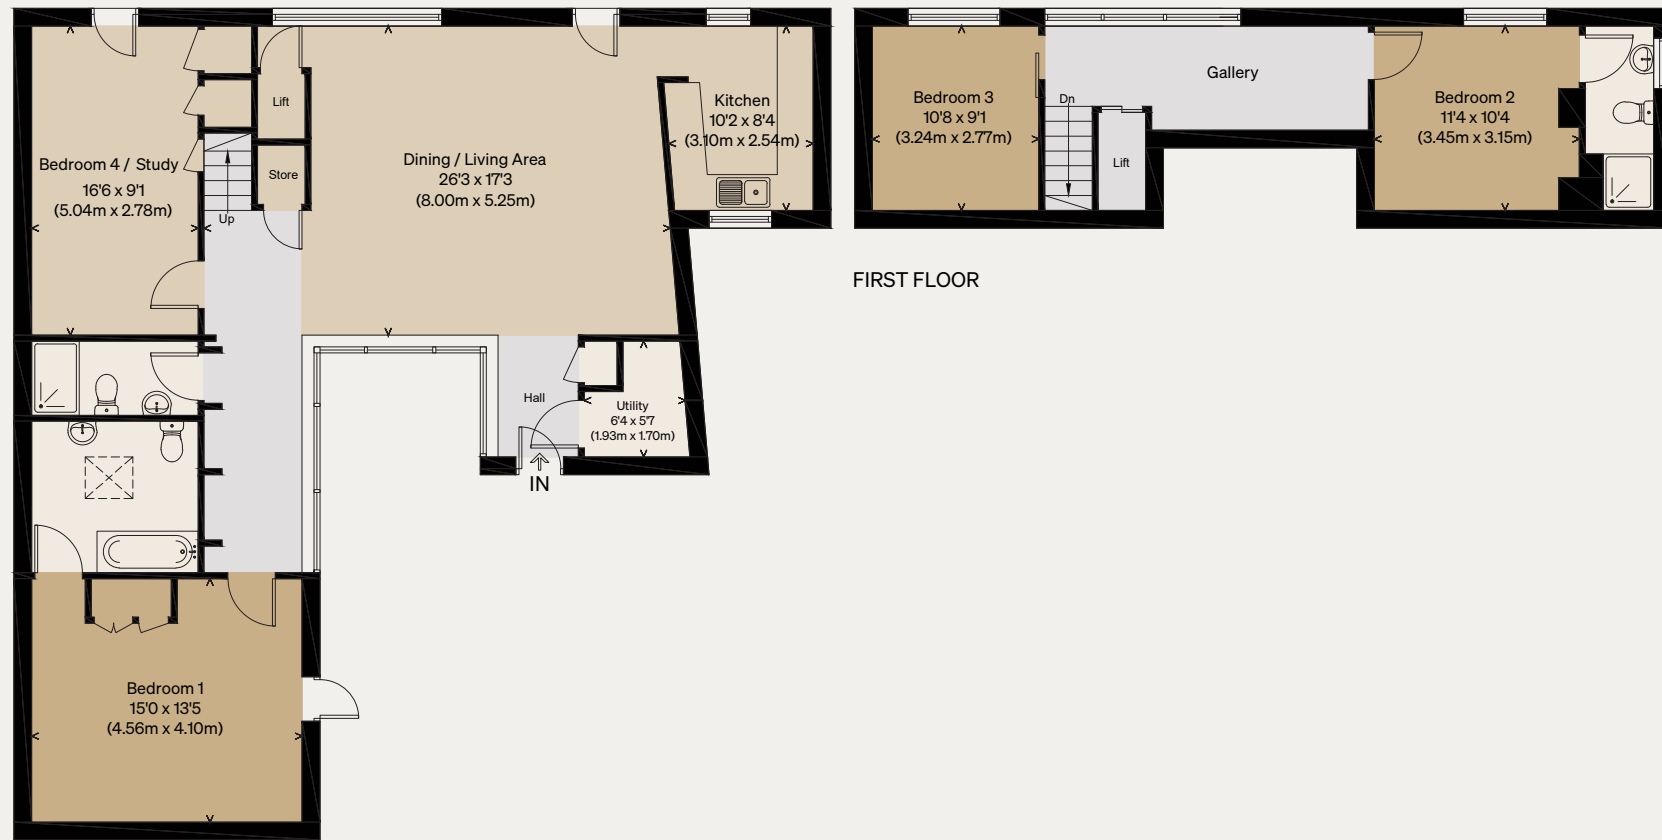 Bedroom 4 / Study
16'6 x 9'1
(5.04m x 2.78m)
Lift
Store
Up
Dining / Living Area
26'3 x 17'3
(8.00m x 5.25m)
Kitchen
10'2 x 8'4
(3.10m x 2.54m)
Hall
Utility
6'4 x 5'7
(1.93m x 1.70m)
IN
Bedroom 1
15'0 x 13'5
(4.56m x 4.10m)
Bedroom 3
10'8 x 9'1
(3.24m x 2.77m)
Dn
Lift
Gallery
Bedroom 2
11'4 x 10'4
(3.45m x 3.15m)
FIRST FLOOR